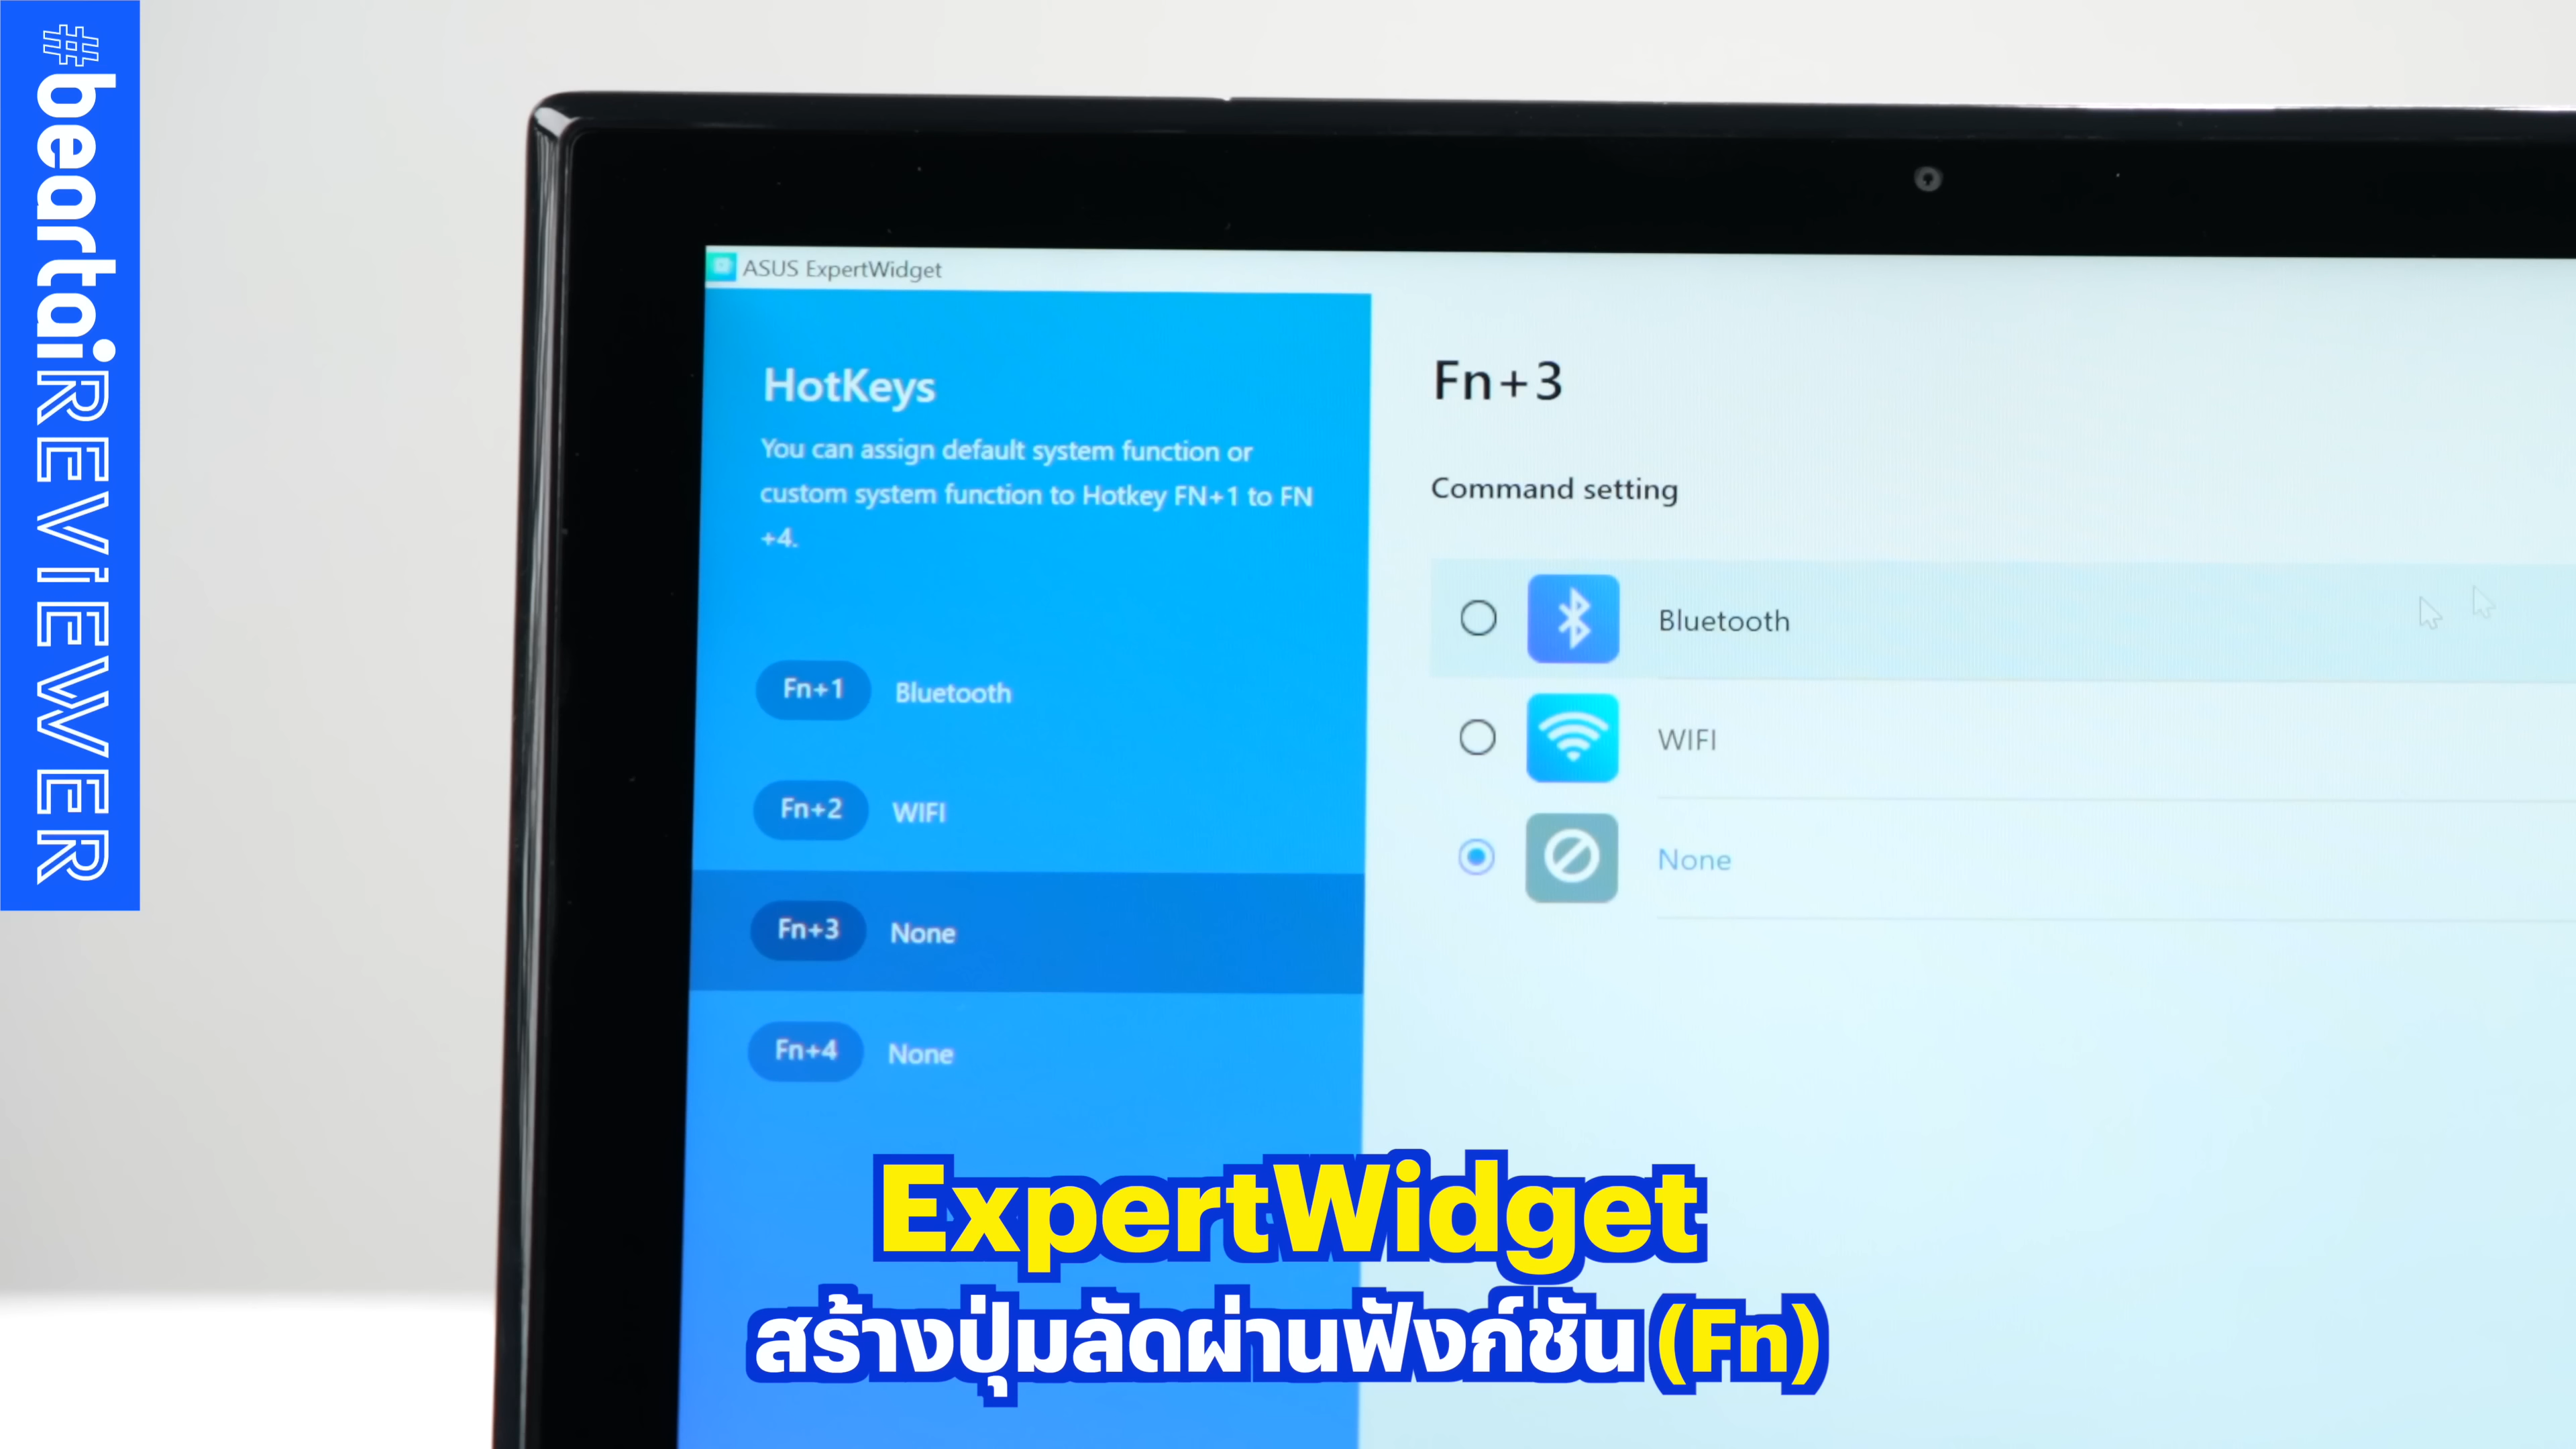 #beartaiREVIEWER
ASUS ExpertWidget
HotKeys
You can assign default system function or
custom system function to Hotkey FN+1 to FN
+4.
Fn+1 Bluetooth
Fn+2 WIFI
Fn+3 None
Fn+4 None
Fn+3
Command setting
Bluetooth
WIFI
None
ExpertWidget
สร้างปุ่มลัดผ่านฟังก์ชัน (Fn)